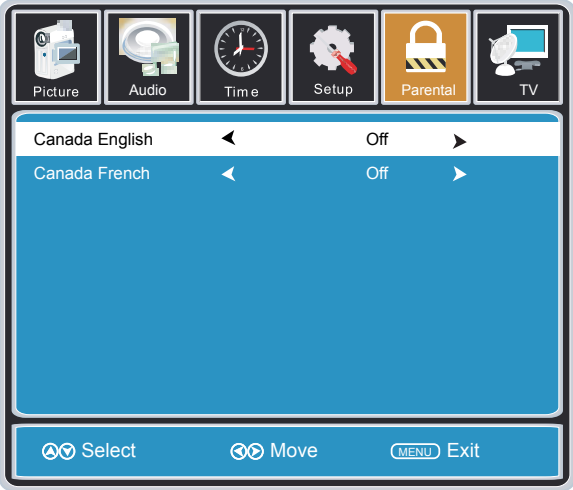 Picture Audio Time Setup Parental TV
Canada English Off
Canada French Off
Select Move MENU Exit